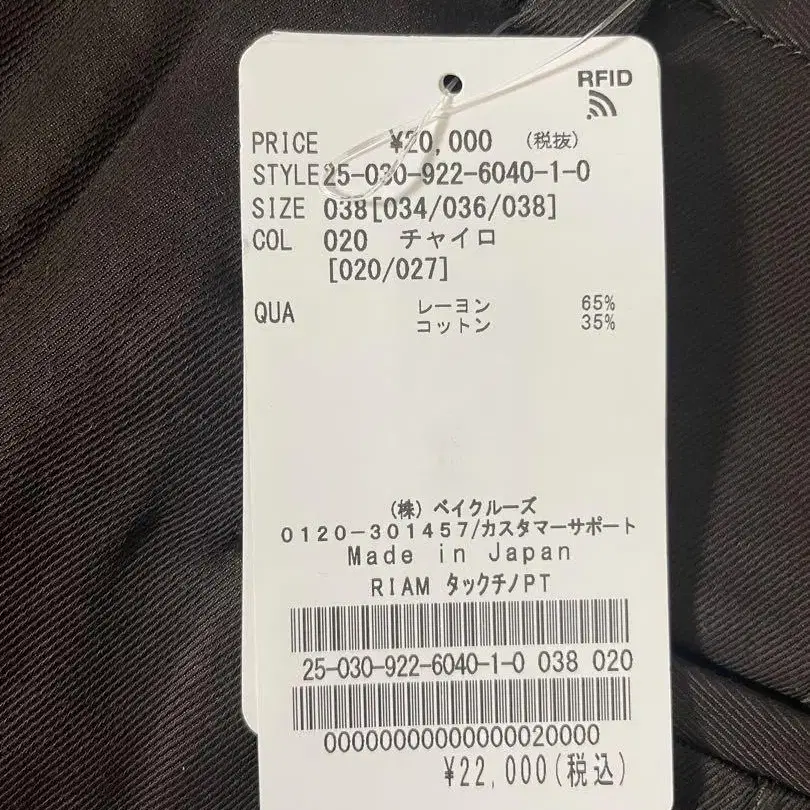 RFID
PRICE ¥20,000 (税抜)
STYLE 25-030-922-6040-1-0
SIZE 038[034/036/038]
COL 020 チャイロ
[020/027]
QUA レーヨン 65%
コットン 35%
(株) ベイクルーズ
0120-301457/カスタマーサポート
Made in Japan
RIAM タックチノPT
25-030-922-6040-1-0 038 020
00000000000000020000
¥22,000(税込)